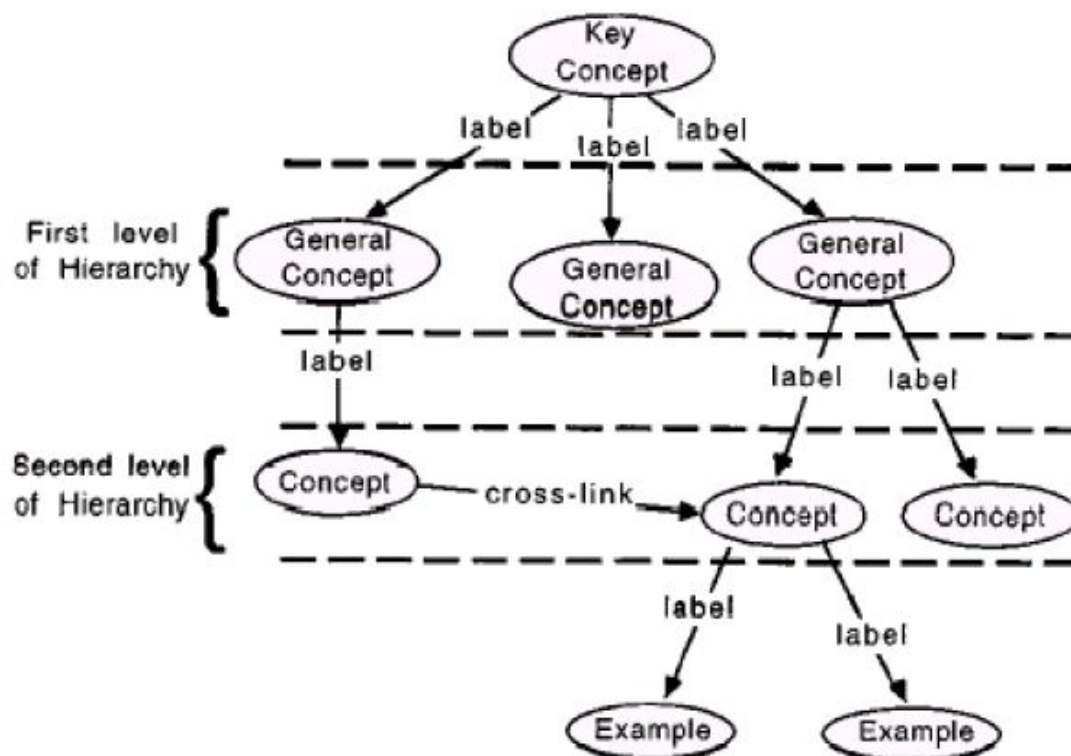 Key
Concept
label
label
label
First level
of Hierarchy
General
Concept
General
Concept
General
Concept
label
label
label
Second level
of Hierarchy
Concept
cross-link
Concept
Concept
label
label
Example
Example